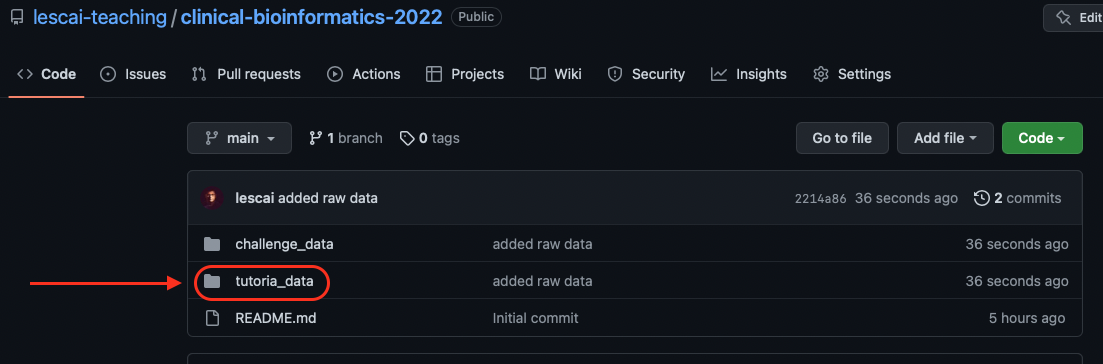 lescai-teaching / clinical-bioinformatics-2022 Public Edit
Code Issues Pull requests Actions Projects Wiki Security Insights Settings
main 1 branch 0 tags Go to file Add file Code
lescai added raw data 2214a86 36 seconds ago 2 commits
challenge_data added raw data 36 seconds ago
tutoria_data added raw data 36 seconds ago
README.md Initial commit 5 hours ago